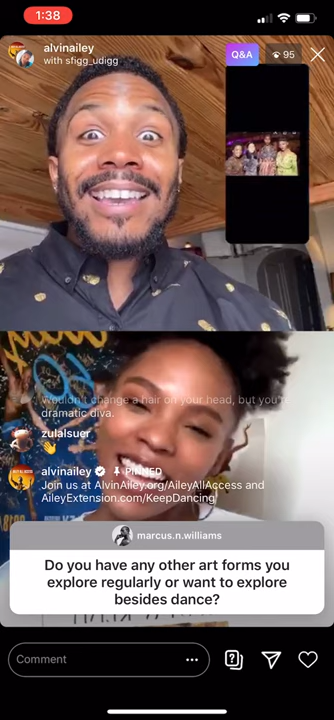 1:38
alvinailey
with sfigg_udigg
Q&A
95
Wouldn't change a hair on your head, but you're
dramatic diva.
zulalsuer
👋
alvinailey PINNED
Join us at AlvinAiley.org/AileyAllAccess and
AileyExtension.com/KeepDancing
marcus.n.williams
Do you have any other art forms you
explore regularly or want to explore
besides dance?
Comment